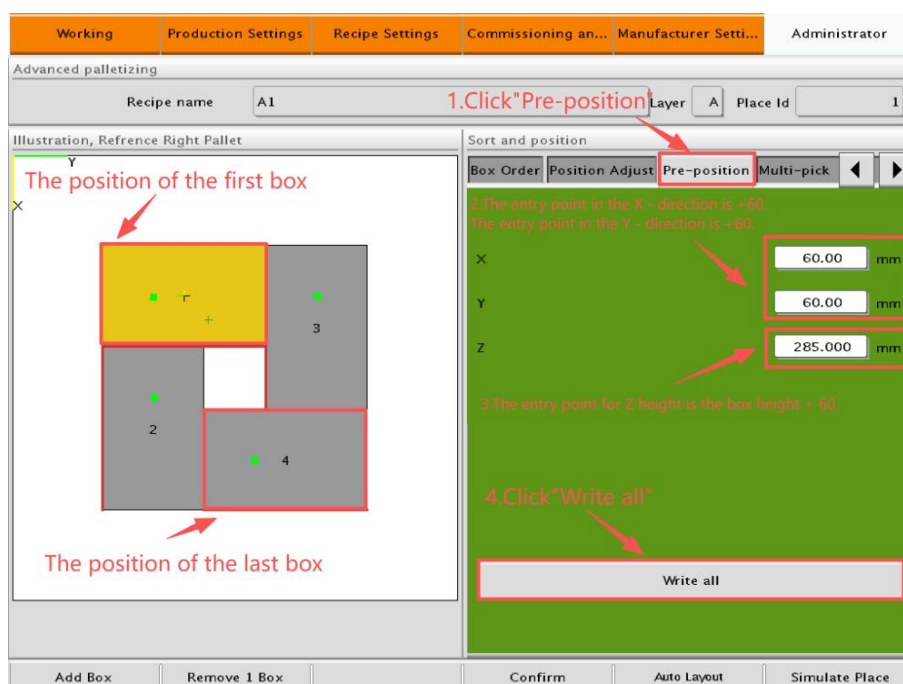 Working Production Settings Recipe Settings Commissioning an... Manufacturer Setti... Administrator
Advanced palletizing
Recipe name A1 1.Click"Pre-position" Layer A Place Id 1
Illustration, Refrence Right Pallet
Y
The position of the first box
X
3
2
4
The position of the last box
Sort and position
Box Order Position Adjust Pre-position Multi-pick
2.The entry point in the X - direction is +60.
The entry point in the Y - direction is +60.
X 60.00 mm
Y 60.00 mm
Z 285.000 mm
3.The entry point for Z height is the box height + 60.
4.Click"Write all"
Write all
Add Box Remove 1 Box Confirm Auto Layout Simulate Place